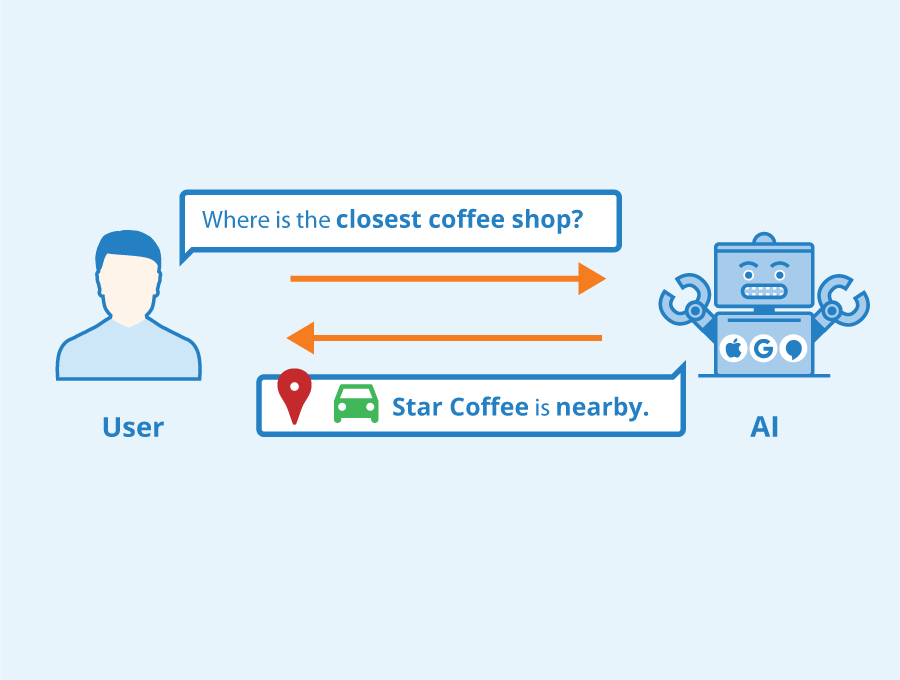 Where is the closest coffee shop?
Star Coffee is nearby.
User
AI